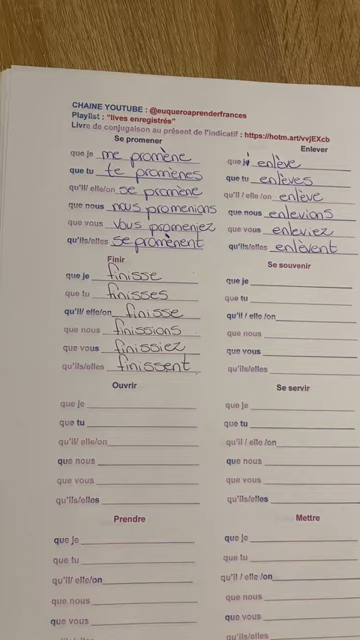 CHAINE YOUTUBE : @euqueroaprenderfrances
Playlist : "lives enregistrés"
Livre de conjugaison au présent de l'indicatif : https://hotm.art/vvjEXcb
Se promener
que je me promène
que tu te promènes
qu'il/ elle/on se promène
que nous nous promenions
que vous vous promeniez
qu'ils/elles se promènent
Enlever
que j' enlève
que tu enlèves
qu'il / elle /on enlève
que nous enlevions
que vous enleviez
qu'ils/elles enlèvent
Finir
que je finisse
que tu finisses
qu'il/ elle/on finisse
que nous finissions
que vous finissiez
qu'ils/elles finissent
Se souvenir
que je
que tu
qu'il / elle /on
que nous
que vous
qu'ils/elles
Ouvrir
que je
que tu
qu'il/ elle/on
que nous
que vous
qu'ils/elles
Se servir
que je
que tu
qu'il / elle /on
que nous
que vous
qu'ils/elles
Prendre
que je
que tu
qu'il/ elle/on
que nous
que vous
qu'ils/elles
Mettre
que je
que tu
qu'il / elle /on
que nous
que vous
qu'ils/elles